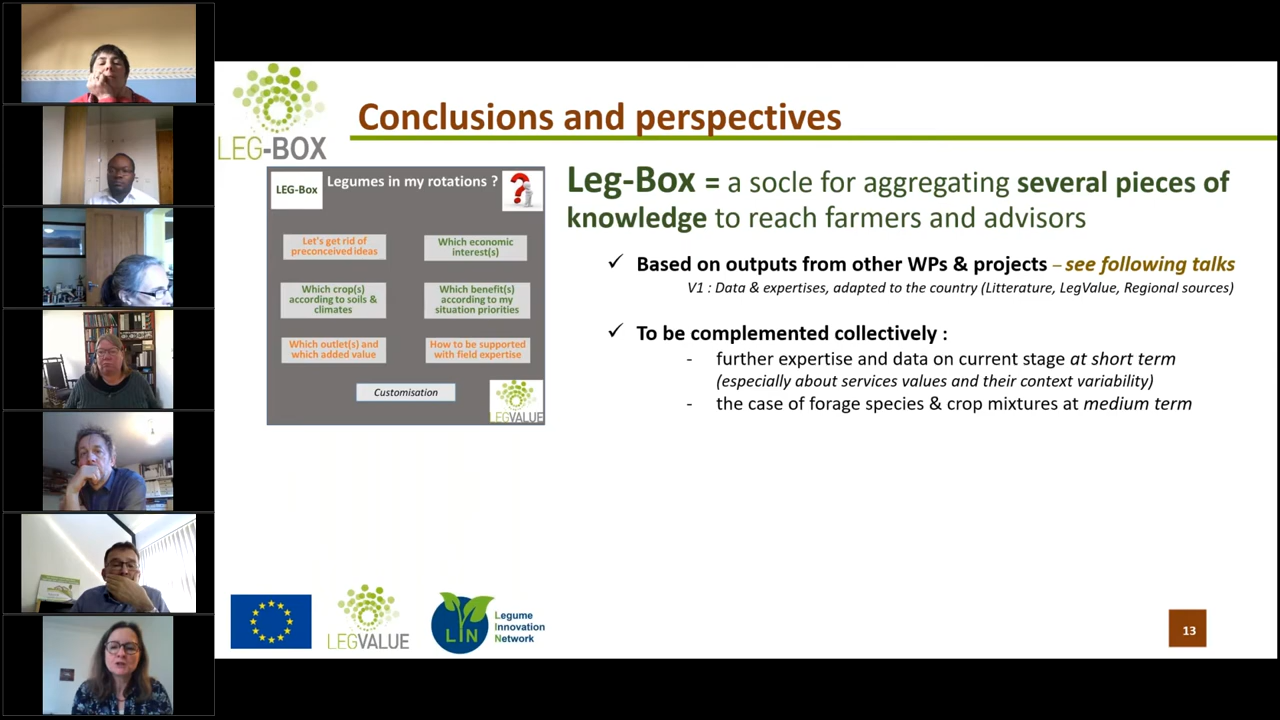 LEG-BOX
Conclusions and perspectives
LEG-Box
Legumes in my rotations ?
Let's get rid of
preconceived ideas
Which economic
interest(s)
Which crop(s)
according to soils &
climates
Which benefit(s)
according to my
situation priorities
Which outlet(s) and
which added value
How to be supported
with field expertise
Customisation
LEGVALUE
Leg-Box = a socle for aggregating several pieces of
knowledge to reach farmers and advisors
✓ Based on outputs from other WPs & projects – see following talks
V1 : Data & expertises, adapted to the country (Litterature, LegValue, Regional sources)
✓ To be complemented collectively :
- further expertise and data on current stage at short term
(especially about services values and their context variability)
- the case of forage species & crop mixtures at medium term
LEGVALUE
LIN
Legume
Innovation
Network
13